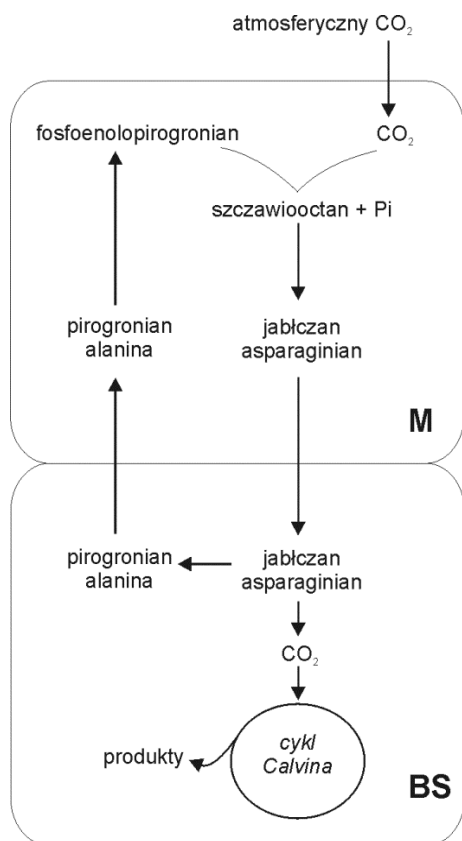 atmosferyczny CO₂
fosfoenolopirogronian
CO₂
szczawiooctan + Pi
pirogronian
alanina
jabłczan
asparaginian
M
pirogronian
alanina
jabłczan
asparaginian
CO₂
cykl
Calvina
produkty
BS